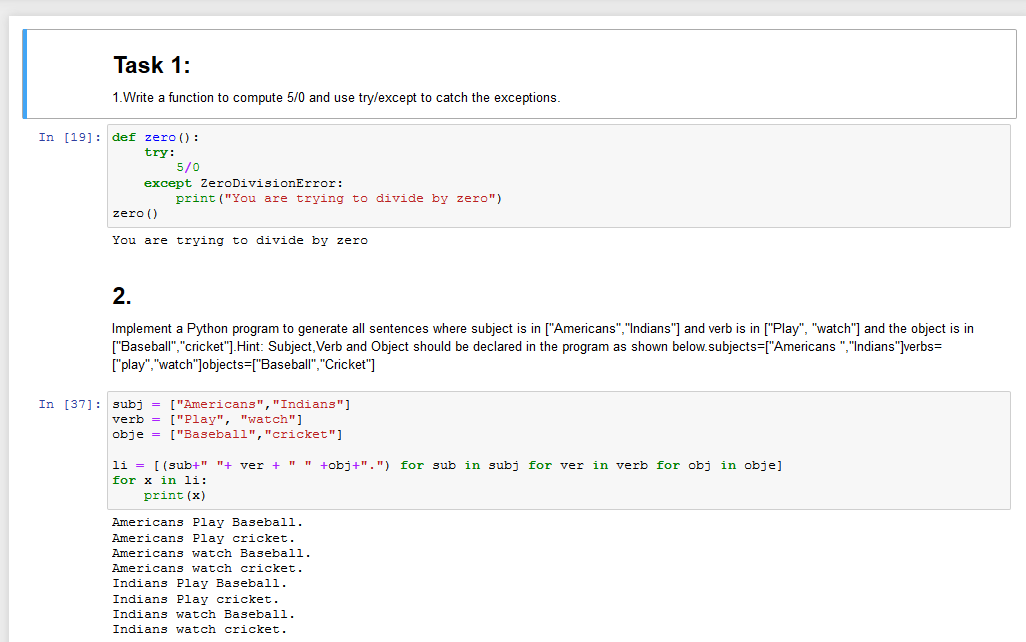 Task 1:
1.Write a function to compute 5/0 and use try/except to catch the exceptions.
In [19]: def zero():
    try:
        5/0
    except ZeroDivisionError:
        print("You are trying to divide by zero")
zero()
You are trying to divide by zero
2.
Implement a Python program to generate all sentences where subject is in ["Americans","Indians"] and verb is in ["Play", "watch"] and the object is in
["Baseball","cricket"].Hint: Subject,Verb and Object should be declared in the program as shown below.subjects=["Americans ","Indians"]verbs=
["play","watch"]objects=["Baseball","Cricket"]
In [37]: subj = ["Americans","Indians"]
verb = ["Play", "watch"]
obje = ["Baseball","cricket"]
li = [(sub+" "+ ver + " " +obj+".") for sub in subj for ver in verb for obj in obje]
for x in li:
    print(x)
Americans Play Baseball.
Americans Play cricket.
Americans watch Baseball.
Americans watch cricket.
Indians Play Baseball.
Indians Play cricket.
Indians watch Baseball.
Indians watch cricket.